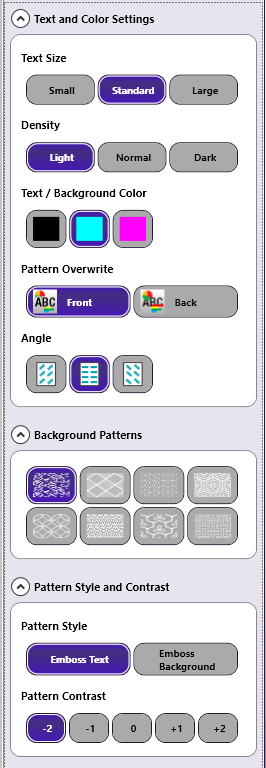 Text and Color Settings
Text Size
Small Standard Large
Density
Light Normal Dark
Text / Background Color
Pattern Overwrite
ABC Front ABC Back
Angle
Background Patterns
Pattern Style and Contrast
Pattern Style
Emboss Text Emboss
Background
Pattern Contrast
-2 -1 0 +1 +2